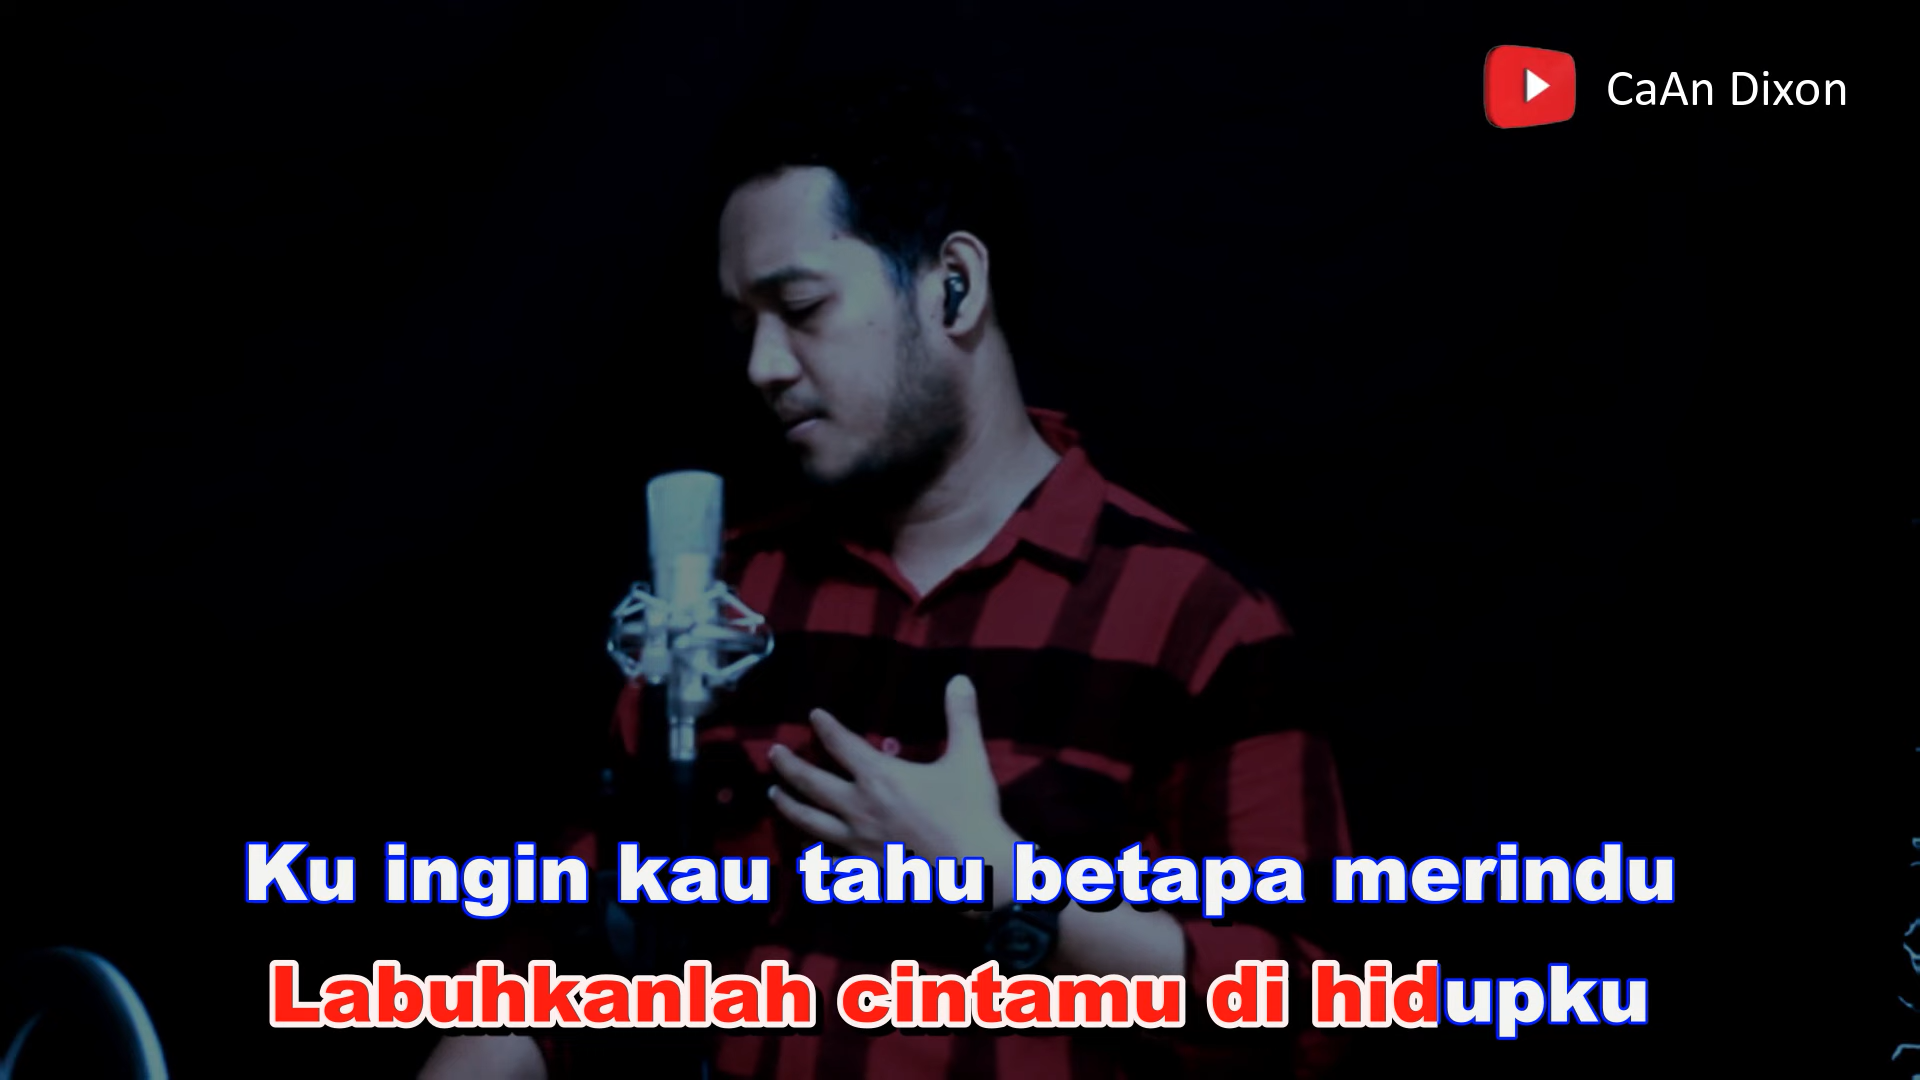 CaAn Dixon
Ku ingin kau tahu betapa merindu
Labuhkanlah cintamu di hidupku